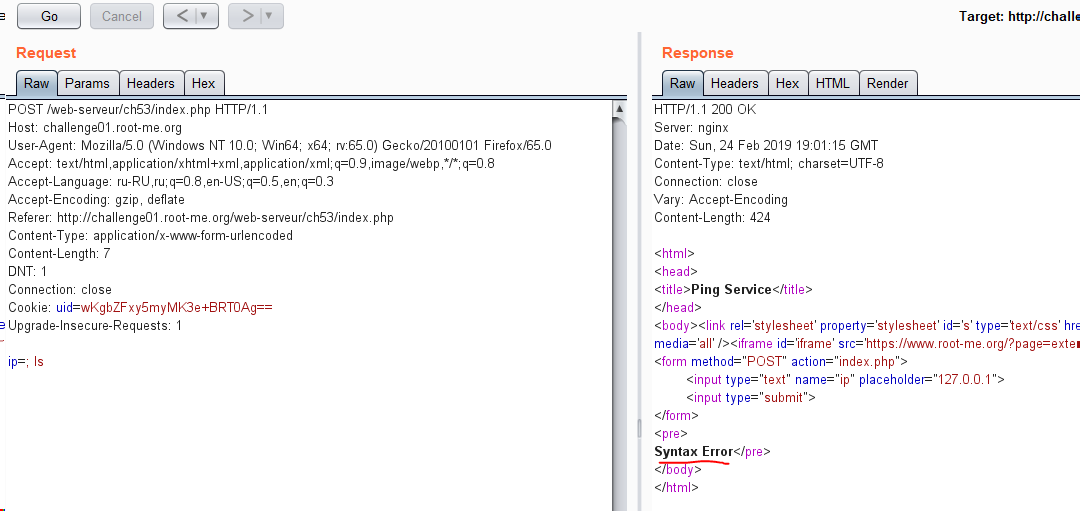 Go
Cancel
< | ▼
> | ▼
Target: http://challe
Request
Raw
Params
Headers
Hex
POST /web-serveur/ch53/index.php HTTP/1.1
Host: challenge01.root-me.org
User-Agent: Mozilla/5.0 (Windows NT 10.0; Win64; x64; rv:65.0) Gecko/20100101 Firefox/65.0
Accept: text/html,application/xhtml+xml,application/xml;q=0.9,image/webp,*/*;q=0.8
Accept-Language: ru-RU,ru;q=0.8,en-US;q=0.5,en;q=0.3
Accept-Encoding: gzip, deflate
Referer: http://challenge01.root-me.org/web-serveur/ch53/index.php
Content-Type: application/x-www-form-urlencoded
Content-Length: 7
DNT: 1
Connection: close
Cookie: uid=wKgbZFxy5myMK3e+BRT0Ag==
Upgrade-Insecure-Requests: 1
ip=; ls
Response
Raw
Headers
Hex
HTML
Render
HTTP/1.1 200 OK
Server: nginx
Date: Sun, 24 Feb 2019 19:01:15 GMT
Content-Type: text/html; charset=UTF-8
Connection: close
Vary: Accept-Encoding
Content-Length: 424
<html>
<head>
<title>Ping Service</title>
</head>
<body><link rel='stylesheet' property='stylesheet' id='s' type='text/css' hre
media='all' /><iframe id='iframe' src='https://www.root-me.org/?page=exter
<form method="POST" action="index.php">
<input type="text" name="ip" placeholder="127.0.0.1">
<input type="submit">
</form>
<pre>
Syntax Error</pre>
</body>
</html>